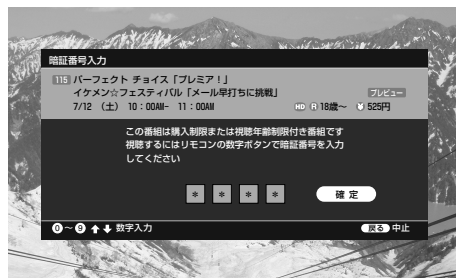 暗証番号入力
115 パーフェクト チョイス「プレミア!」
イケメン☆フェスティバル「メール早打ちに挑戦」 プレビュー
7/12 (土) 10:00AM- 11:00AM HD R 18歳~ ¥ 525円
この番組は購入制限または視聴年齢制限付き番組です
視聴するにはリモコンの数字ボタンで暗証番号を入力
してください
* * * * 確 定
0~9 ↑↓ 数字入力 戻る 中止